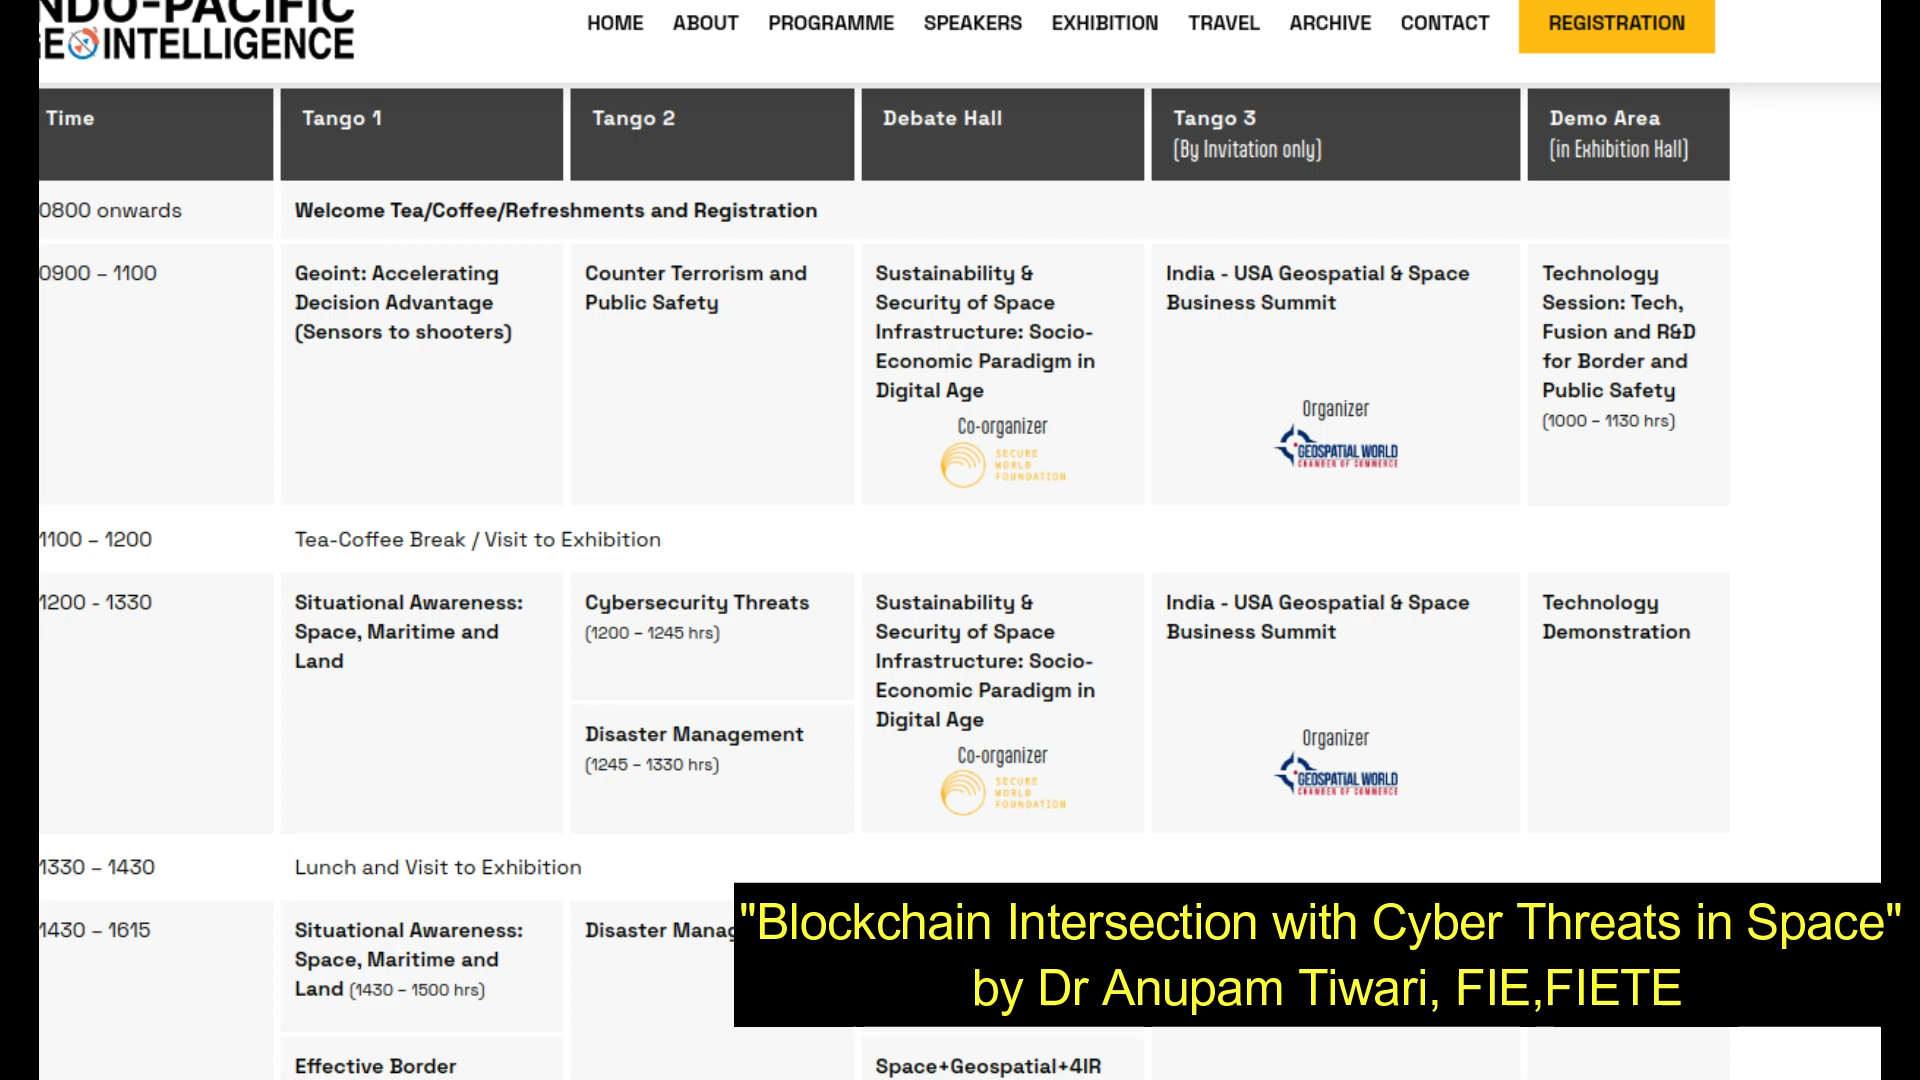 NDO-PACIFIC
GEOINTELLIGENCE
HOME ABOUT PROGRAMME SPEAKERS EXHIBITION TRAVEL ARCHIVE CONTACT REGISTRATION
Time
Tango 1
Tango 2
Debate Hall
Tango 3
(By Invitation only)
Demo Area
(in Exhibition Hall)
0800 onwards
Welcome Tea/Coffee/Refreshments and Registration
0900 – 1100
Geoint: Accelerating
Decision Advantage
(Sensors to shooters)
Counter Terrorism and
Public Safety
Sustainability &
Security of Space
Infrastructure: Socio-
Economic Paradigm in
Digital Age
Co-organizer
SECURE
WORLD
FOUNDATION
India - USA Geospatial & Space
Business Summit
Organizer
GEOSPATIAL WORLD
CHAMBER OF COMMERCE
Technology
Session: Tech,
Fusion and R&D
for Border and
Public Safety
(1000 – 1130 hrs)
1100 – 1200
Tea-Coffee Break / Visit to Exhibition
1200 - 1330
Situational Awareness:
Space, Maritime and
Land
Cybersecurity Threats
(1200 – 1245 hrs)
Disaster Management
(1245 – 1330 hrs)
Sustainability &
Security of Space
Infrastructure: Socio-
Economic Paradigm in
Digital Age
Co-organizer
SECURE
WORLD
FOUNDATION
India - USA Geospatial & Space
Business Summit
Organizer
GEOSPATIAL WORLD
CHAMBER OF COMMERCE
Technology
Demonstration
1330 – 1430
Lunch and Visit to Exhibition
1430 – 1615
Situational Awareness:
Space, Maritime and
Land (1430 – 1500 hrs)
Disaster Manag
Effective Border
Space+Geospatial+4IR
"Blockchain Intersection with Cyber Threats in Space"
by Dr Anupam Tiwari, FIE,FIETE